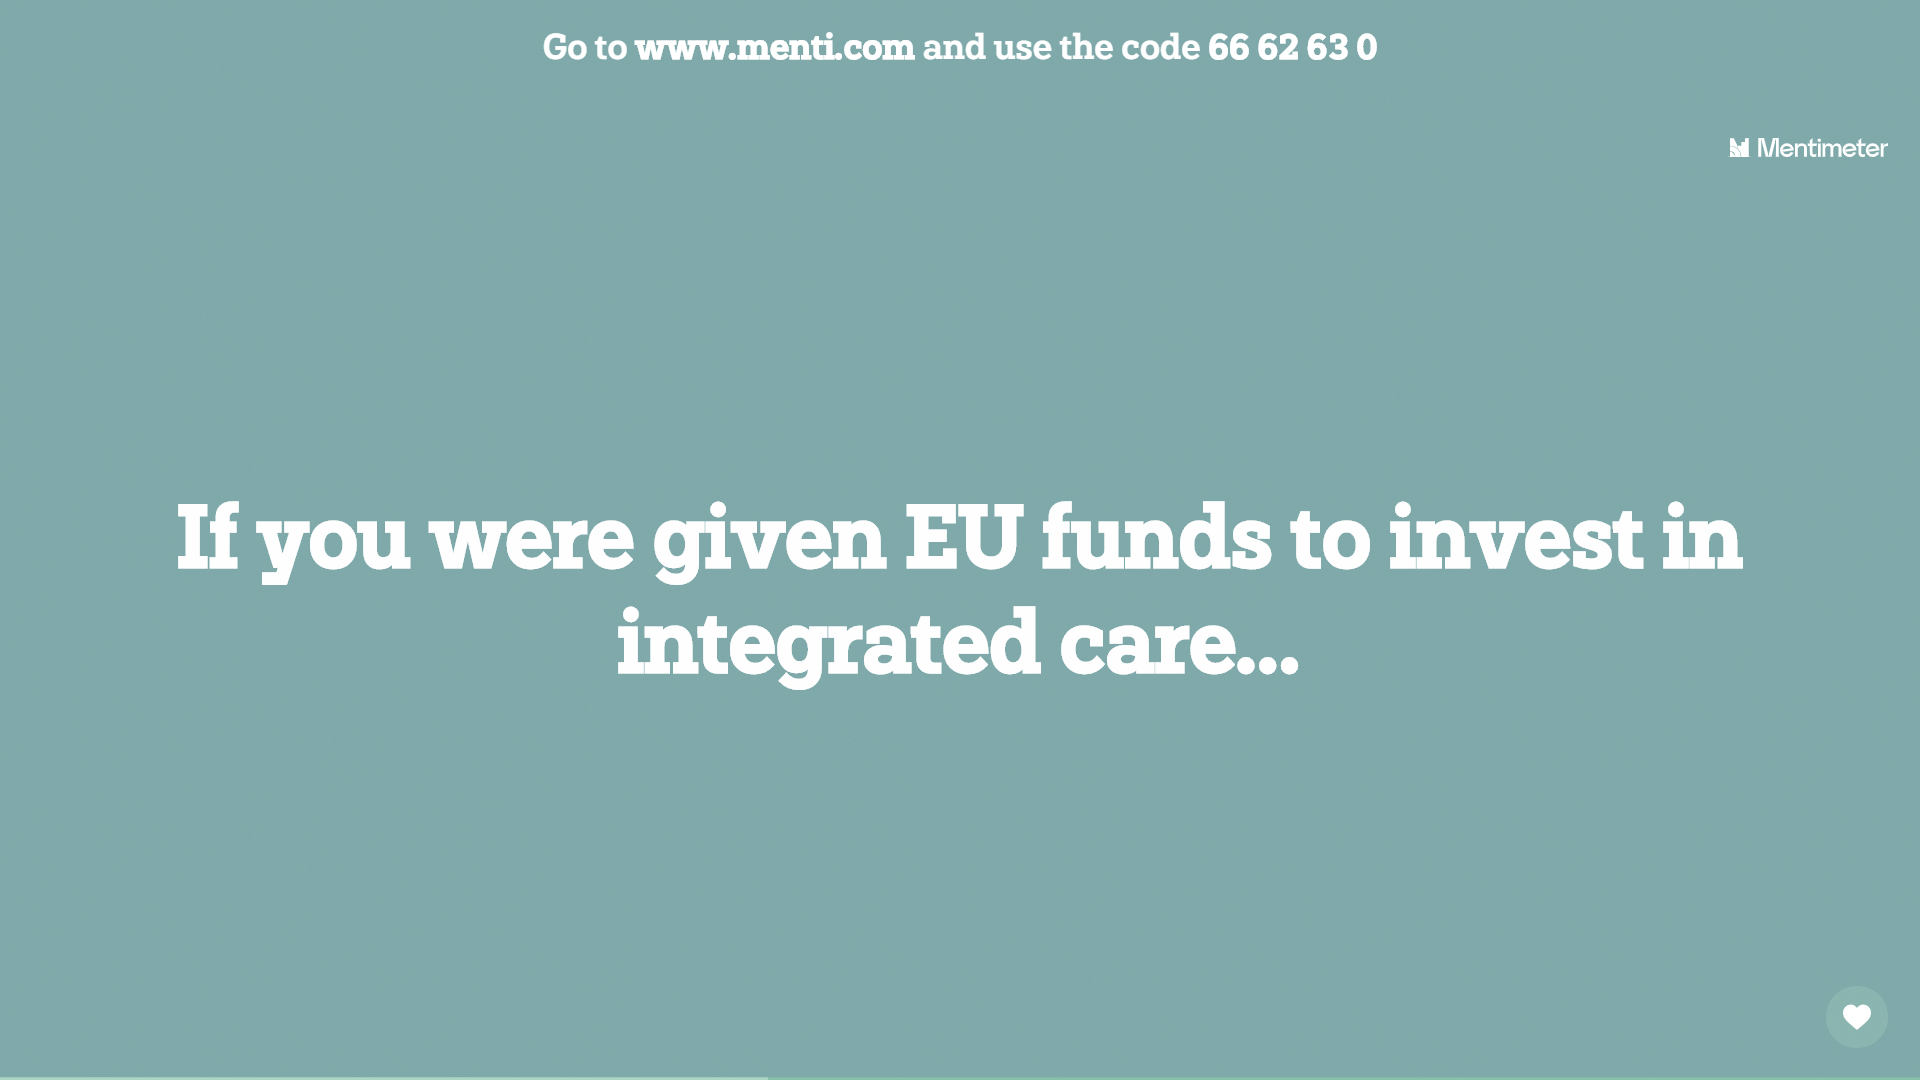 Go to www.menti.com and use the code 66 62 63 0
Mentimeter
If you were given EU funds to invest in
integrated care...